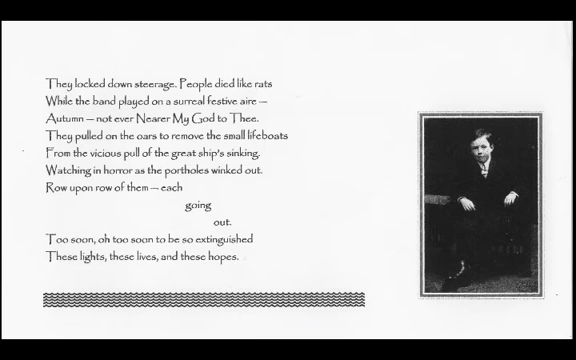 They locked down steerage. People died like rats
While the band played on a surreal festive aire —
Autumn — not ever Nearer My God to Thee.
They pulled on the oars to remove the small lifeboats
From the vicious pull of the great ship's sinking.
Watching in horror as the portholes winked out.
Row upon row of them — each
going
out.
Too soon, oh too soon to be so extinguished
These lights, these lives, and these hopes.